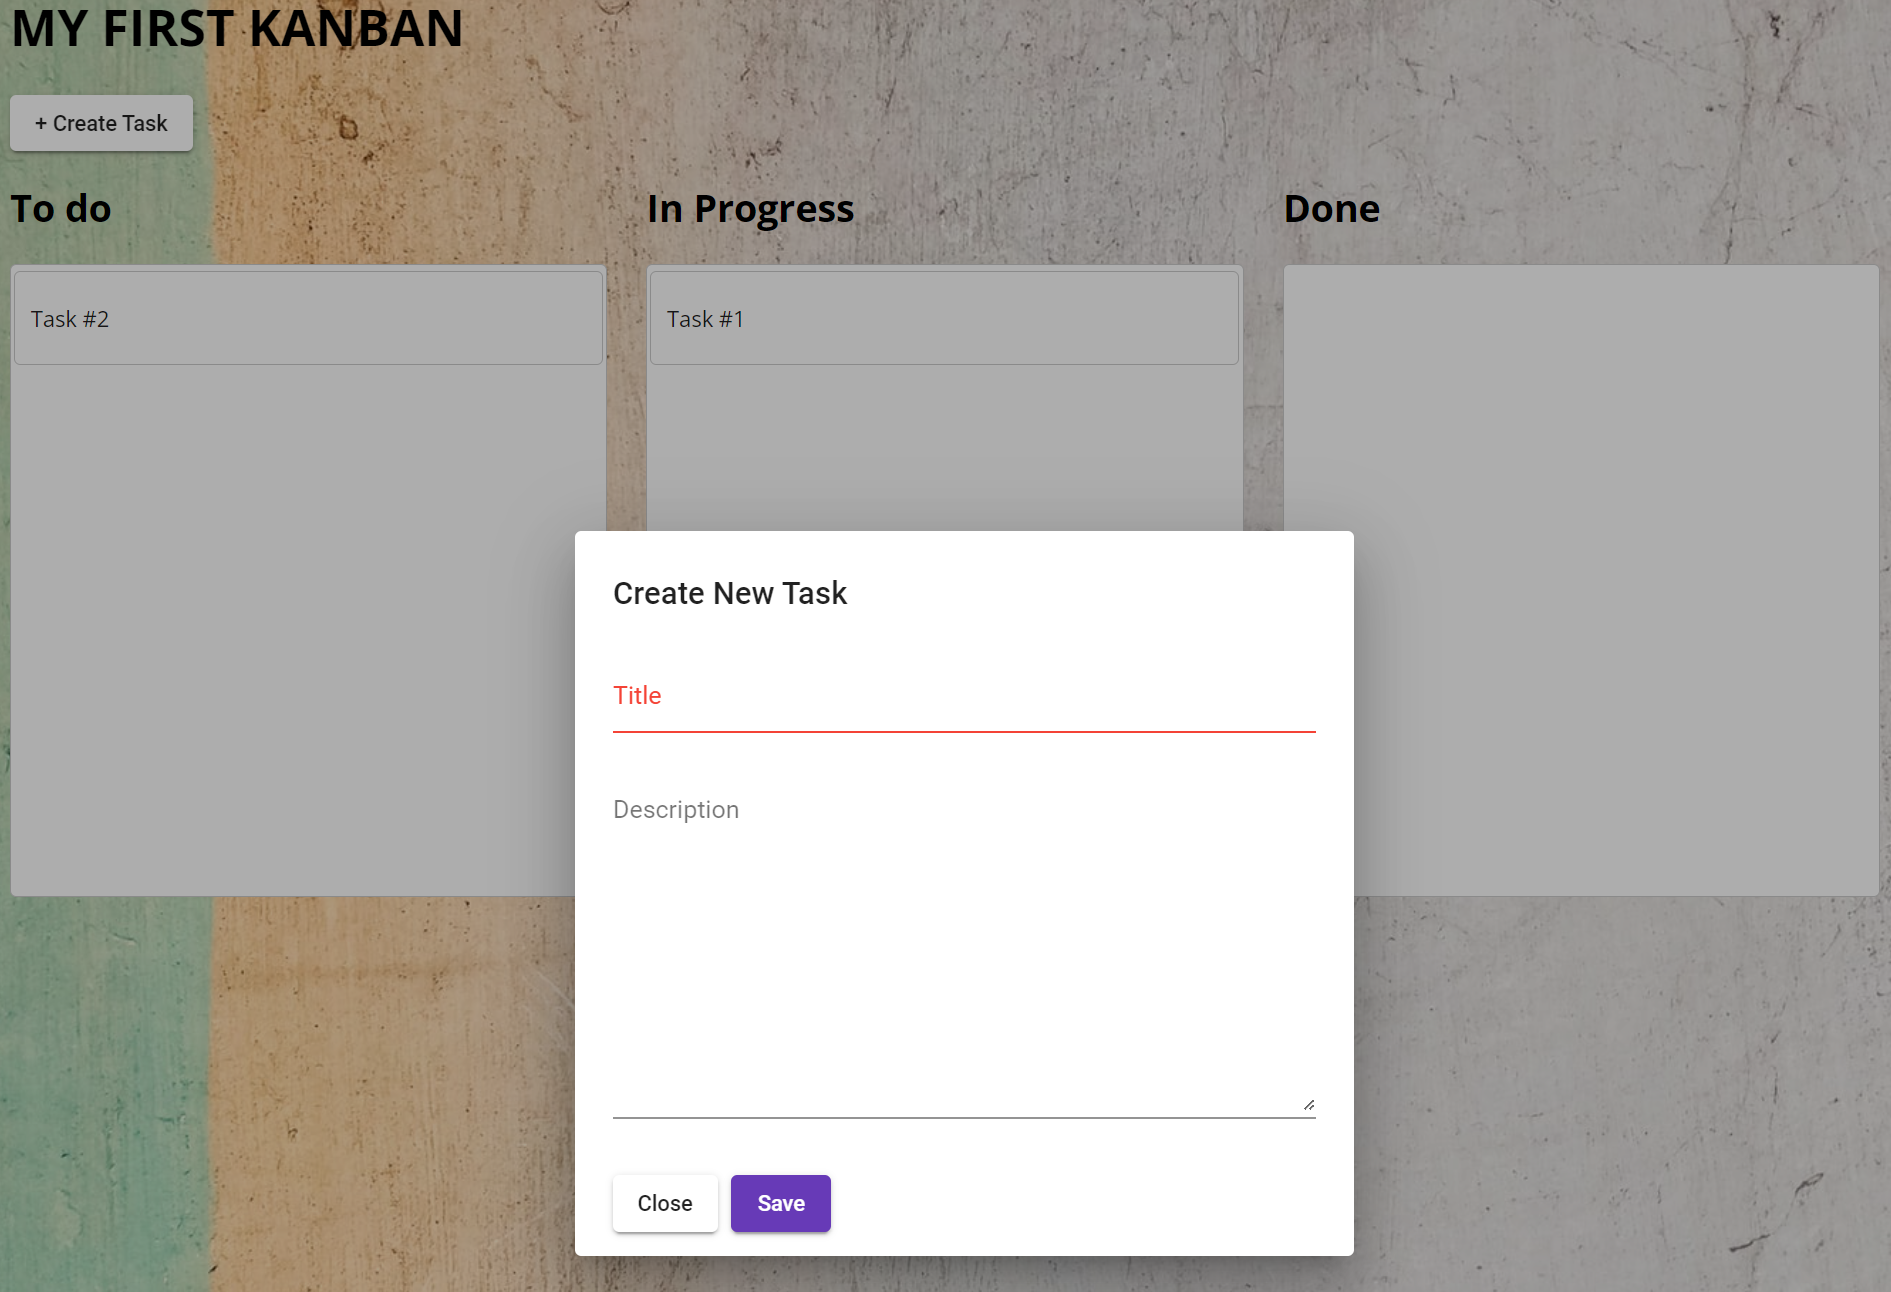 MY FIRST KANBAN
+ Create Task
To do
In Progress
Done
Task #2
Task #1
Create New Task
Title
Description
Close
Save